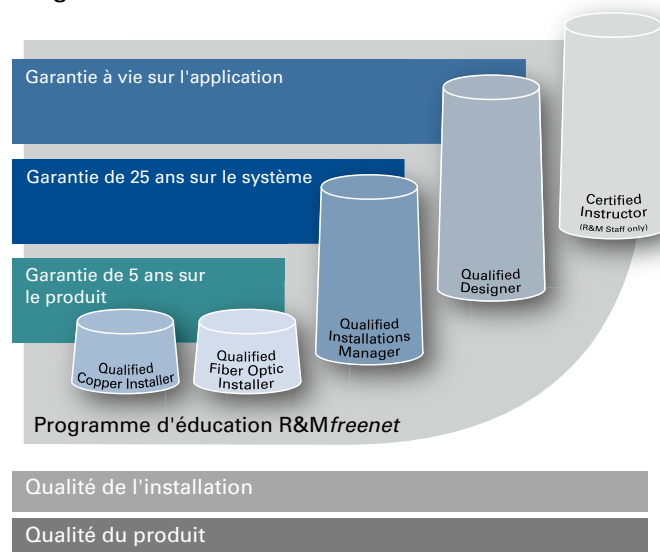 Garantie à vie sur l'application
Garantie de 25 ans sur le système
Garantie de 5 ans sur
le produit
Certified
Instructor
(R&M Staff only)
Qualified
Designer
Qualified
Installations
Manager
Qualified
Copper Installer
Qualified
Fiber Optic
Installer
Programme d'éducation R&Mfreenet
Qualité de l'installation
Qualité du produit